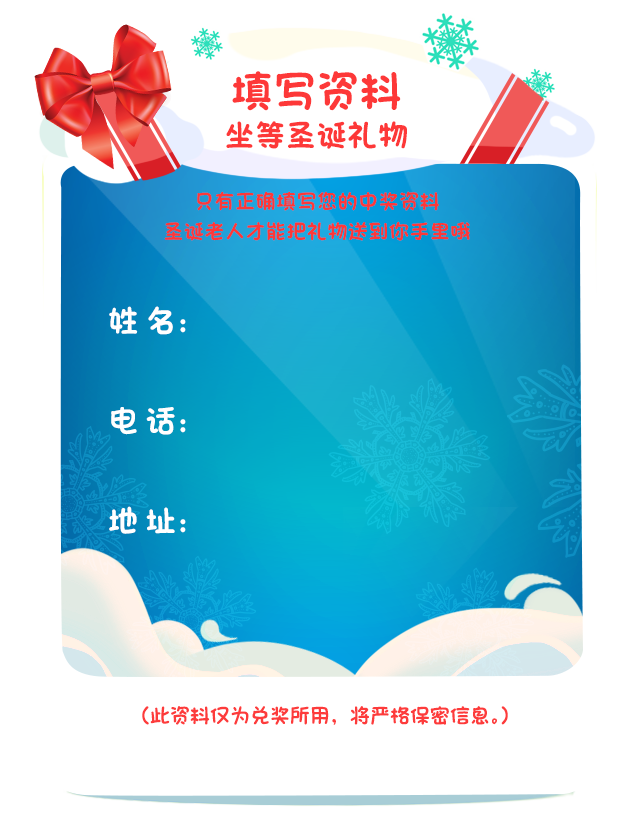 填写资料
坐等圣诞礼物
只有正确填写您的中奖资料
圣诞老人才能把礼物送到你手里哦
姓名:
电话:
地址:
（此资料仅为兑奖所用，将严格保密信息。）